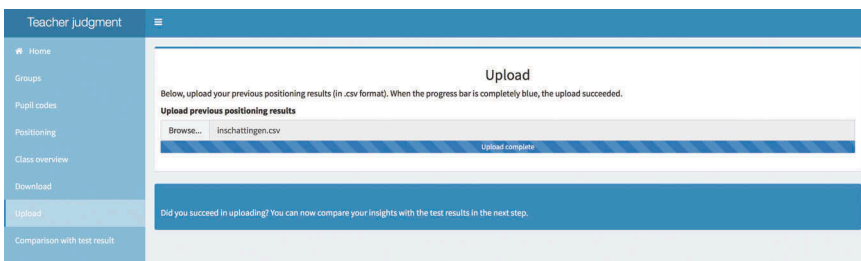 Teacher judgment
Home
Groups
Pupil codes
Positioning
Class overview
Download
Upload
Comparison with test result
Upload
Below, upload your previous positioning results (in .csv format). When the progress bar is completely blue, the upload succeeded.
Upload previous positioning results
Browse... inschattingen.csv
Upload complete
Did you succeed in uploading? You can now compare your insights with the test results in the next step.